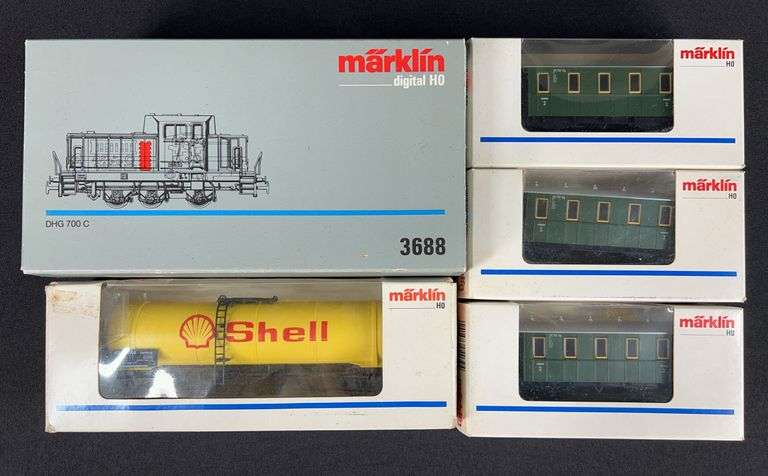 märklin
digital H0
DHG 700 C
3688
märklin
H0
märklin
H0
märklin
H0
Shell
märklin
H0